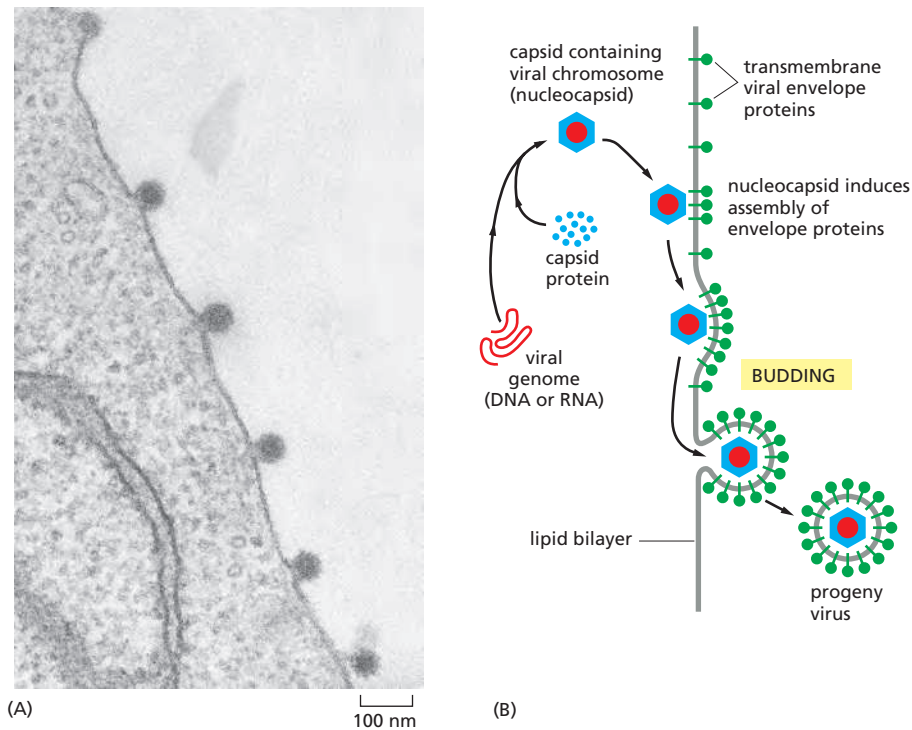 (A)
100 nm
(B)
capsid containing
viral chromosome
(nucleocapsid)
transmembrane
viral envelope
proteins
nucleocapsid induces
assembly of
envelope proteins
capsid
protein
viral
genome
(DNA or RNA)
BUDDING
lipid bilayer
progeny
virus